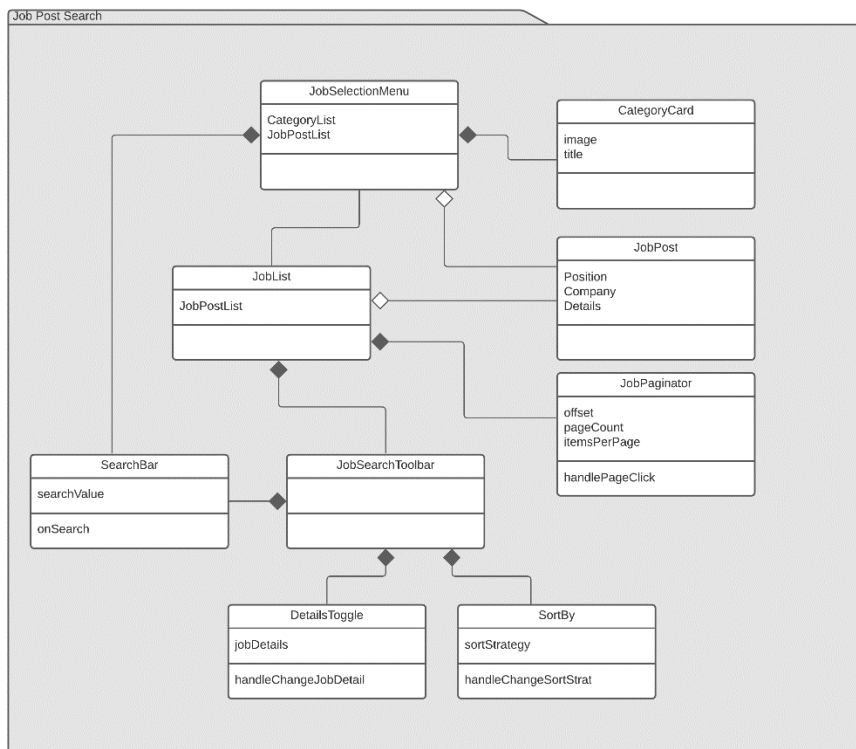 Job Post Search
JobSelectionMenu
CategoryList
JobPostList
CategoryCard
image
title
JobPost
Position
Company
Details
JobList
JobPostList
JobPaginator
offset
pageCount
itemsPerPage
handlePageClick
SearchBar
searchValue
onSearch
JobSearchToolbar
DetailsToggle
jobDetails
handleChangeJobDetail
SortBy
sortStrategy
handleChangeSortStrat